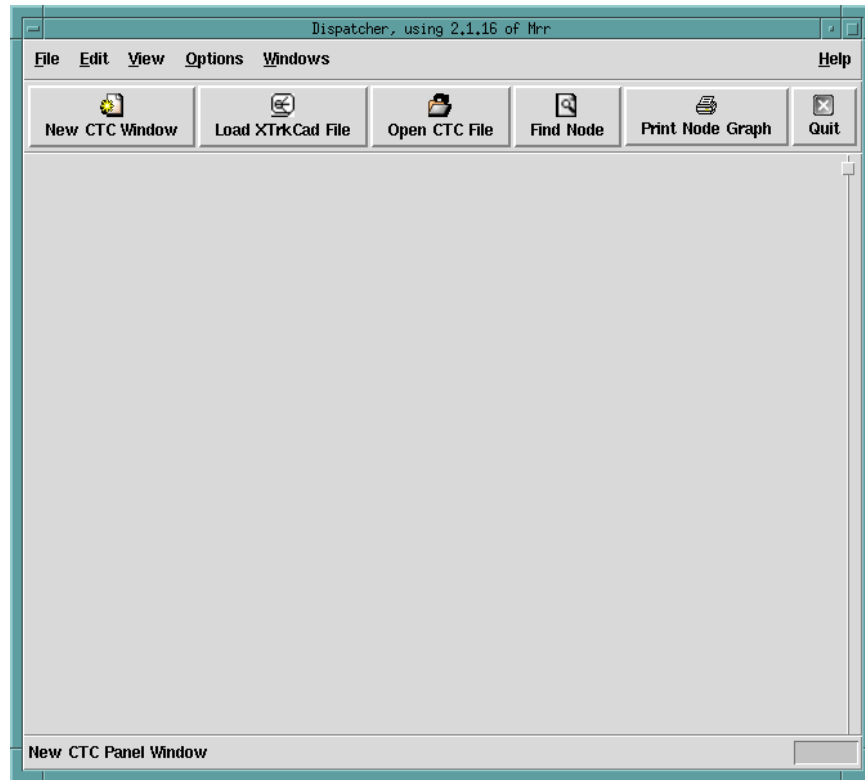 Dispatcher, using 2.1.16 of Mrr
File Edit View Options Windows Help
New CTC Window Load XTrkCad File Open CTC File Find Node Print Node Graph Quit
New CTC Panel Window